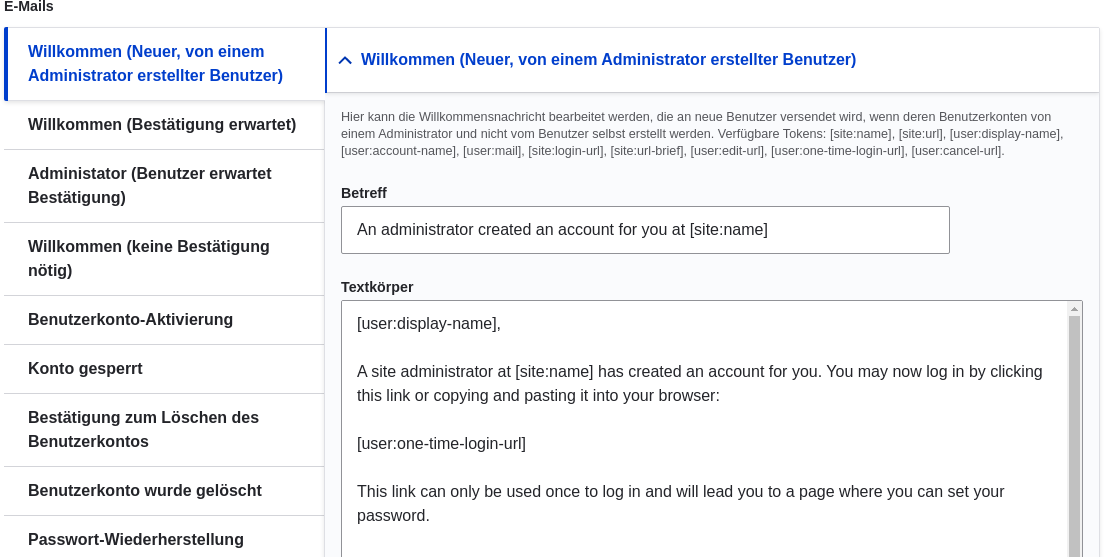 E-Mails
Willkommen (Neuer, von einem
Administrator erstellter Benutzer)
Willkommen (Bestätigung erwartet)
Administator (Benutzer erwartet
Bestätigung)
Willkommen (keine Bestätigung
nötig)
Benutzerkonto-Aktivierung
Konto gesperrt
Bestätigung zum Löschen des
Benutzerkontos
Benutzerkonto wurde gelöscht
Passwort-Wiederherstellung
Willkommen (Neuer, von einem Administrator erstellter Benutzer)
Hier kann die Willkommensnachricht bearbeitet werden, die an neue Benutzer versendet wird, wenn deren Benutzerkonten von
einem Administrator und nicht vom Benutzer selbst erstellt werden. Verfügbare Tokens: [site:name], [site:url], [user:display-name],
[user:account-name], [user:mail], [site:login-url], [site:url-brief], [user:edit-url], [user:one-time-login-url], [user:cancel-url].
Betreff
An administrator created an account for you at [site:name]
Textkörper
[user:display-name],
A site administrator at [site:name] has created an account for you. You may now log in by clicking
this link or copying and pasting it into your browser:
[user:one-time-login-url]
This link can only be used once to log in and will lead you to a page where you can set your
password.